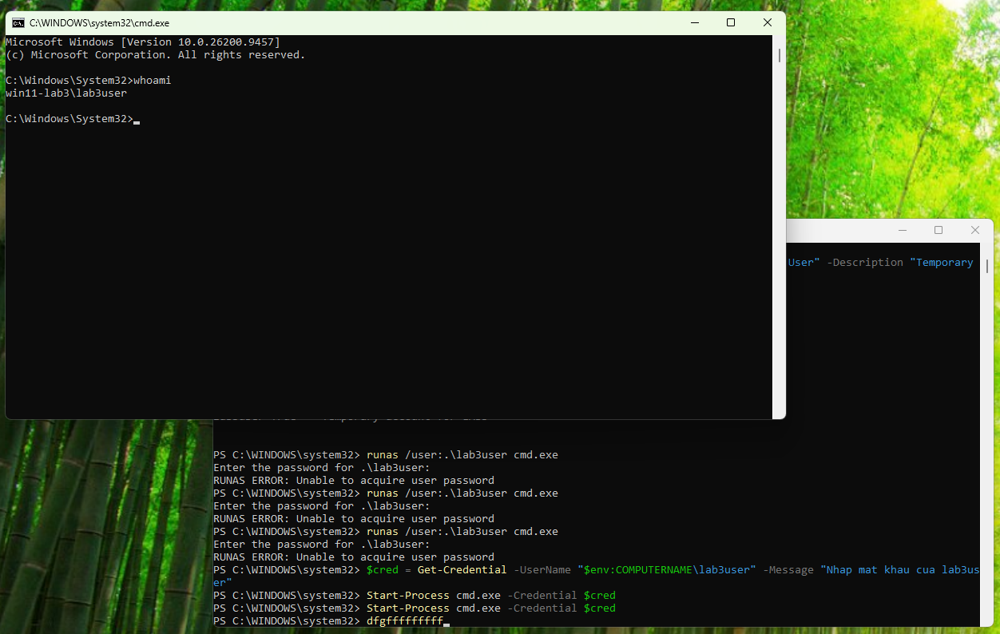 C:\WINDOWS\system32\cmd.exe
Microsoft Windows [Version 10.0.26200.9457]
(c) Microsoft Corporation. All rights reserved.
C:\Windows\System32>whoami
win11-lab3\lab3user
C:\Windows\System32>
User" -Description "Temporary
PS C:\WINDOWS\system32> runas /user:.\lab3user cmd.exe
Enter the password for .\lab3user:
RUNAS ERROR: Unable to acquire user password
PS C:\WINDOWS\system32> runas /user:.\lab3user cmd.exe
Enter the password for .\lab3user:
RUNAS ERROR: Unable to acquire user password
PS C:\WINDOWS\system32> runas /user:.\lab3user cmd.exe
Enter the password for .\lab3user:
RUNAS ERROR: Unable to acquire user password
PS C:\WINDOWS\system32> $cred = Get-Credential -UserName "$env:COMPUTERNAME\lab3user" -Message "Nhap mat khau cua lab3us
er"
PS C:\WINDOWS\system32> Start-Process cmd.exe -Credential $cred
PS C:\WINDOWS\system32> Start-Process cmd.exe -Credential $cred
PS C:\WINDOWS\system32> dfgfffffffff